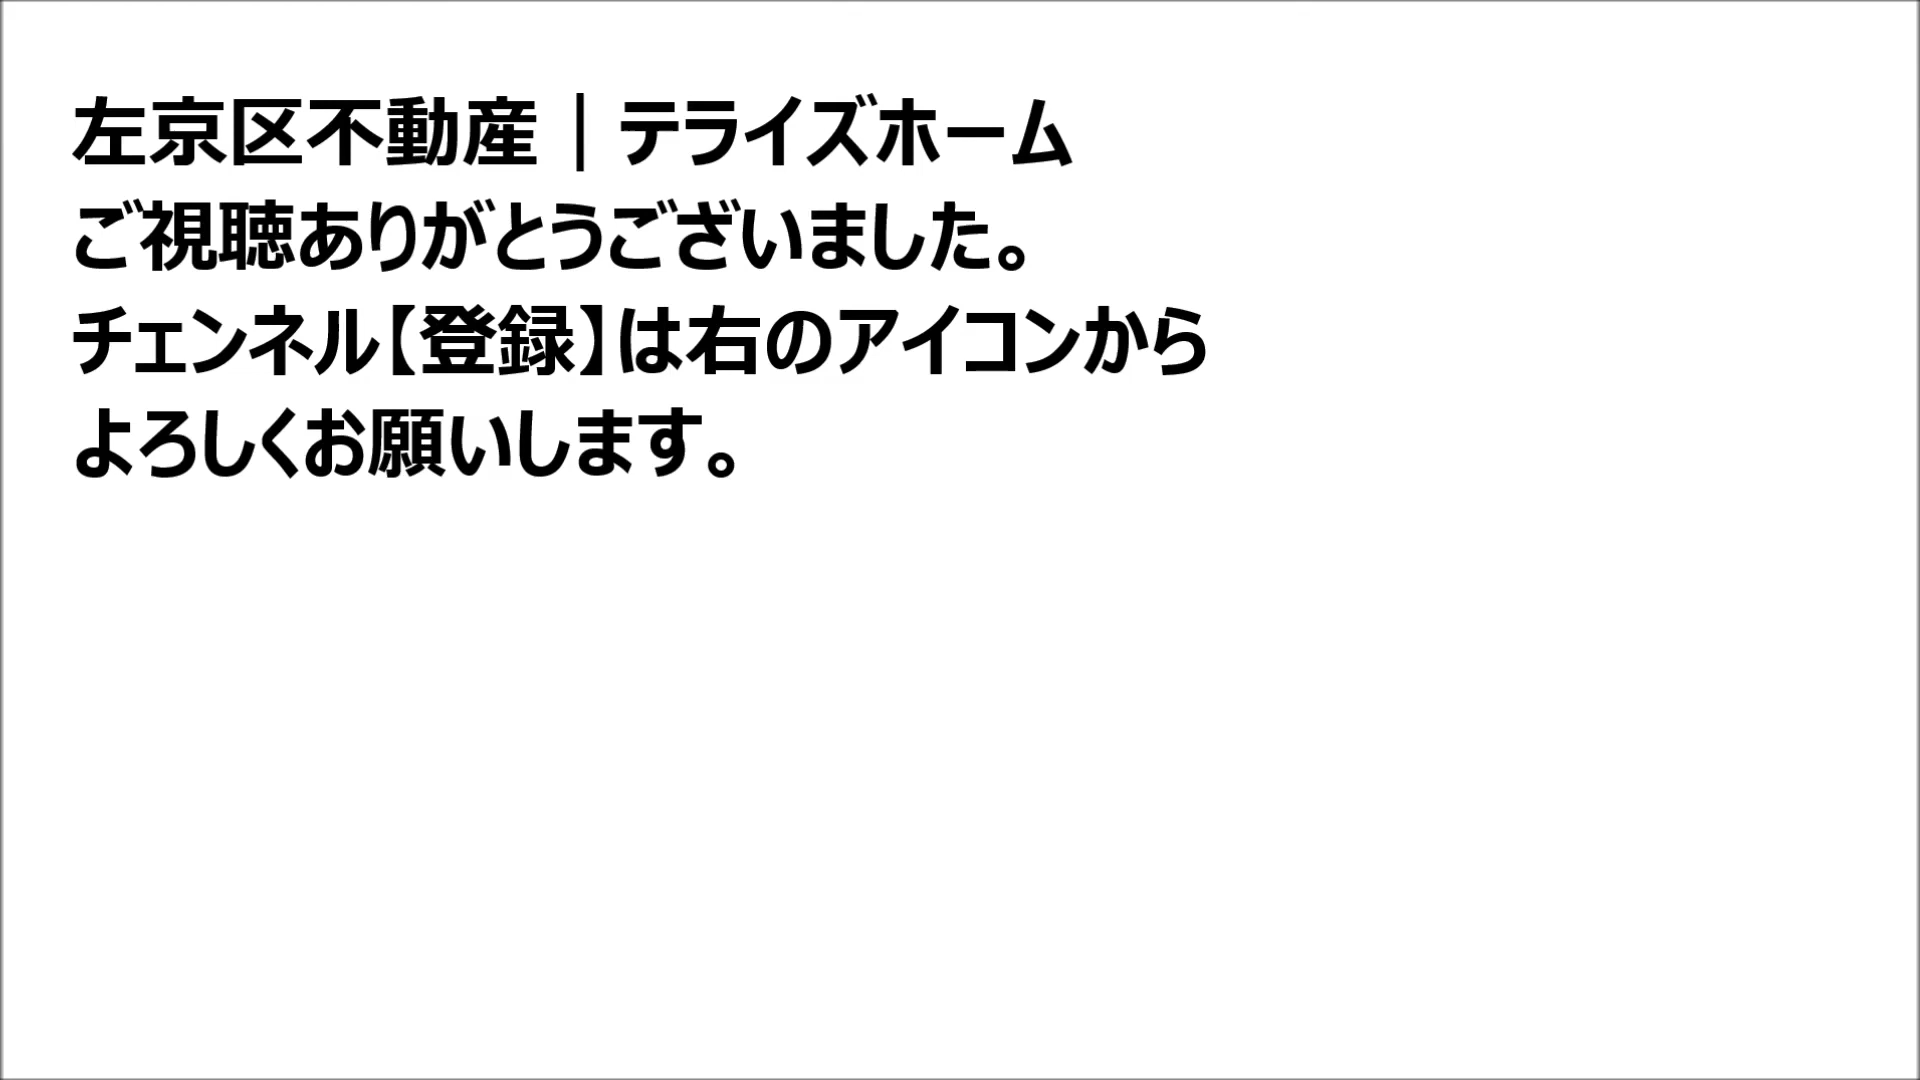 左京区不動産｜テライズホーム
ご視聴ありがとうございました。
チェンネル【登録】は右のアイコンから
よろしくお願いします。